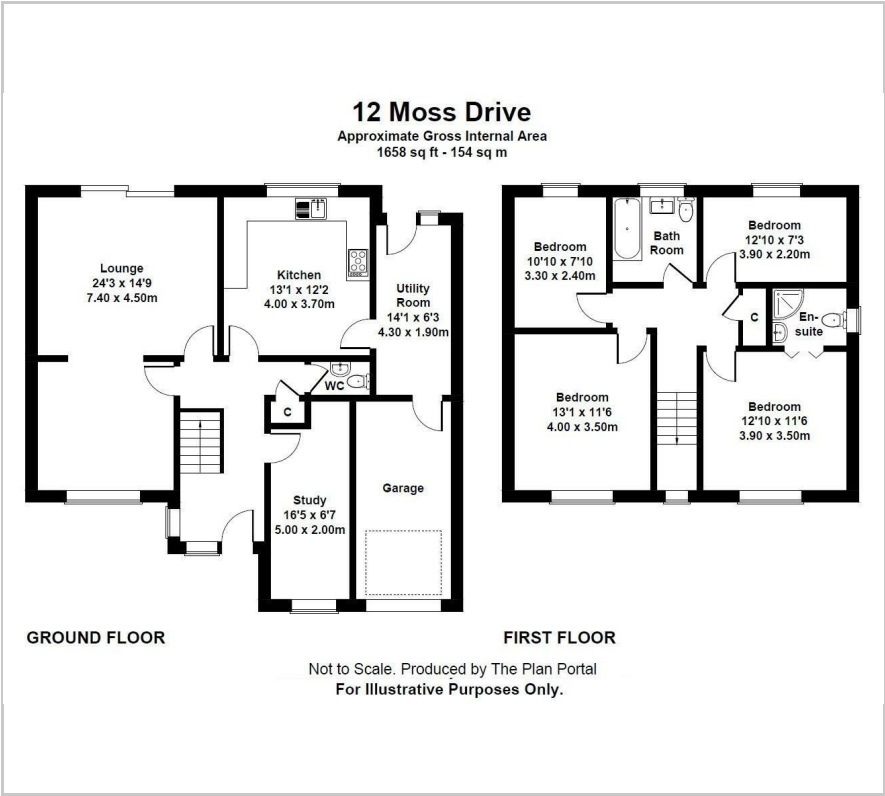 12 Moss Drive
Approximate Gross Internal Area
1658 sq ft - 154 sq m
Lounge
24'3 x 14'9
7.40 x 4.50m
Kitchen
13'1 x 12'2
4.00 x 3.70m
Utility
Room
14'1 x 6'3
4.30 x 1.90m
WC
C
Study
16'5 x 6'7
5.00 x 2.00m
Garage
Bedroom
10'10 x 7'10
3.30 x 2.40m
Bath
Room
Bedroom
12'10 x 7'3
3.90 x 2.20m
C
En-
suite
Bedroom
13'1 x 11'6
4.00 x 3.50m
Bedroom
12'10 x 11'6
3.90 x 3.50m
GROUND FLOOR
FIRST FLOOR
Not to Scale. Produced by The Plan Portal
For Illustrative Purposes Only.